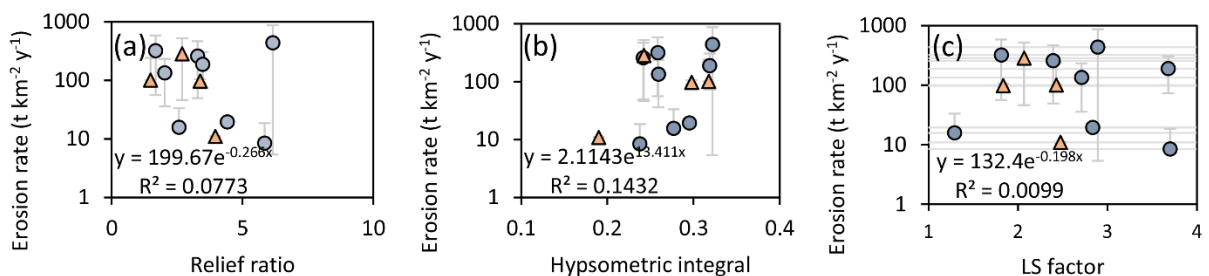 (a)
Erosion rate (t km⁻² y⁻¹)
1000
100
10
1
y = 199.67e^-0.266x
R² = 0.0773
0
5
10
Relief ratio
(b)
Erosion rate (t km⁻² y⁻¹)
1000
100
10
1
y = 2.1143e^13.411x
R² = 0.1432
0.1
0.2
0.3
0.4
Hypsometric integral
(c)
Erosion rate (t km⁻² y⁻¹)
1000
100
10
1
y = 132.4e^-0.198x
R² = 0.0099
1
2
3
4
LS factor